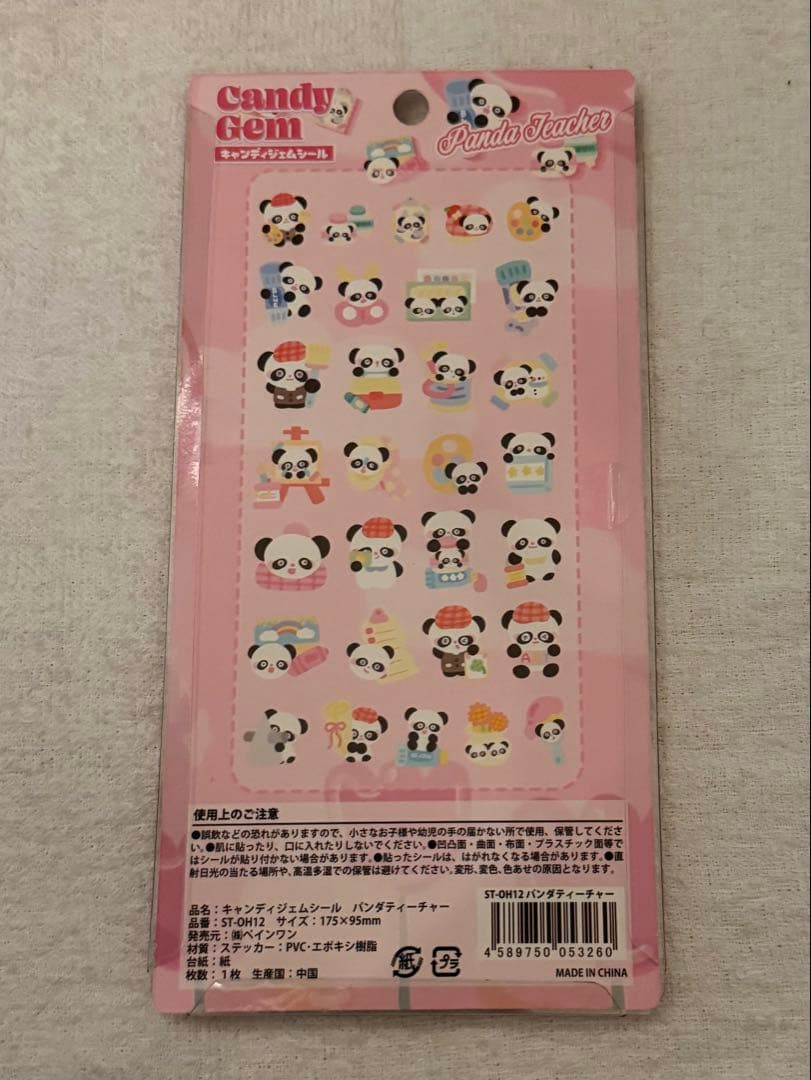 Candy
Gem
キャンディジェムシール
Panda Teacher
使用上のご注意
●誤飲などの恐れがありますので、小さなお子様や幼児の手の届かない所で使用、保管してくださ
い。●肌に貼ったり、口に入れたりしないでください。●凹凸面・曲面・布面・プラスチック面等で
はシールが貼り付かない場合があります。●貼ったシールは、はがれなくなる場合があります。●直
射日光の当たる場所や、高温多湿での保管は避けてください。変形、変色、色あせの原因となります。
品名：キャンディジェムシール パンダティーチャー
品番：ST-OH12 サイズ：175×95mm
発売元：㈱ベインワン
材質：ステッカー：PVC・エポキシ樹脂
台紙：紙
枚数：1枚 生産国：中国
紙
プラ
ST-OH12 パンダティーチャー
4 589750 053260
MADE IN CHINA